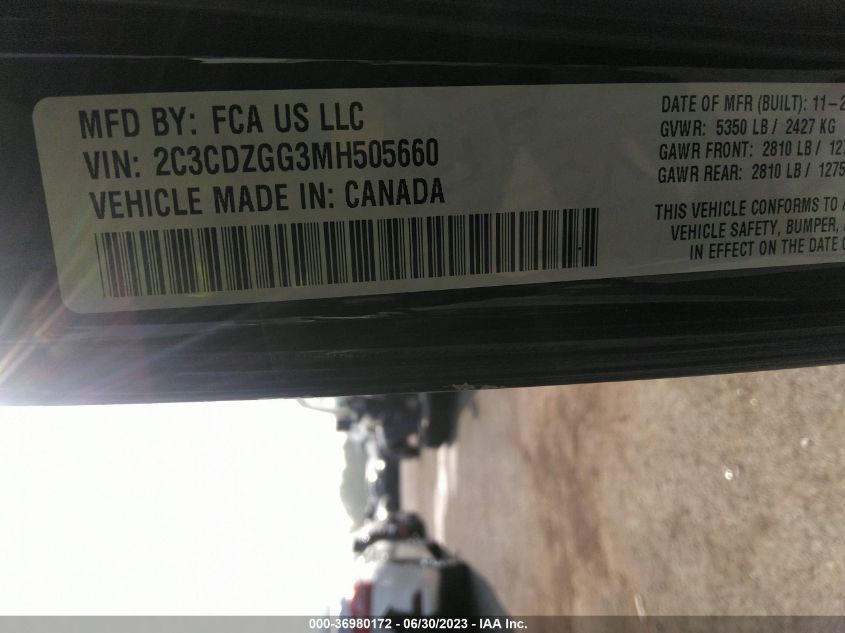 MFD BY: FCA US LLC
VIN: 2C3CDZGG3MH505660
VEHICLE MADE IN: CANADA
DATE OF MFR (BUILT): 11-2
GVWR: 5350 LB / 2427 KG
GAWR FRONT: 2810 LB / 127
GAWR REAR: 2810 LB / 1275
THIS VEHICLE CONFORMS TO A
VEHICLE SAFETY, BUMPER,
IN EFFECT ON THE DATE
000-36980172 - 06/30/2023 - IAA Inc.